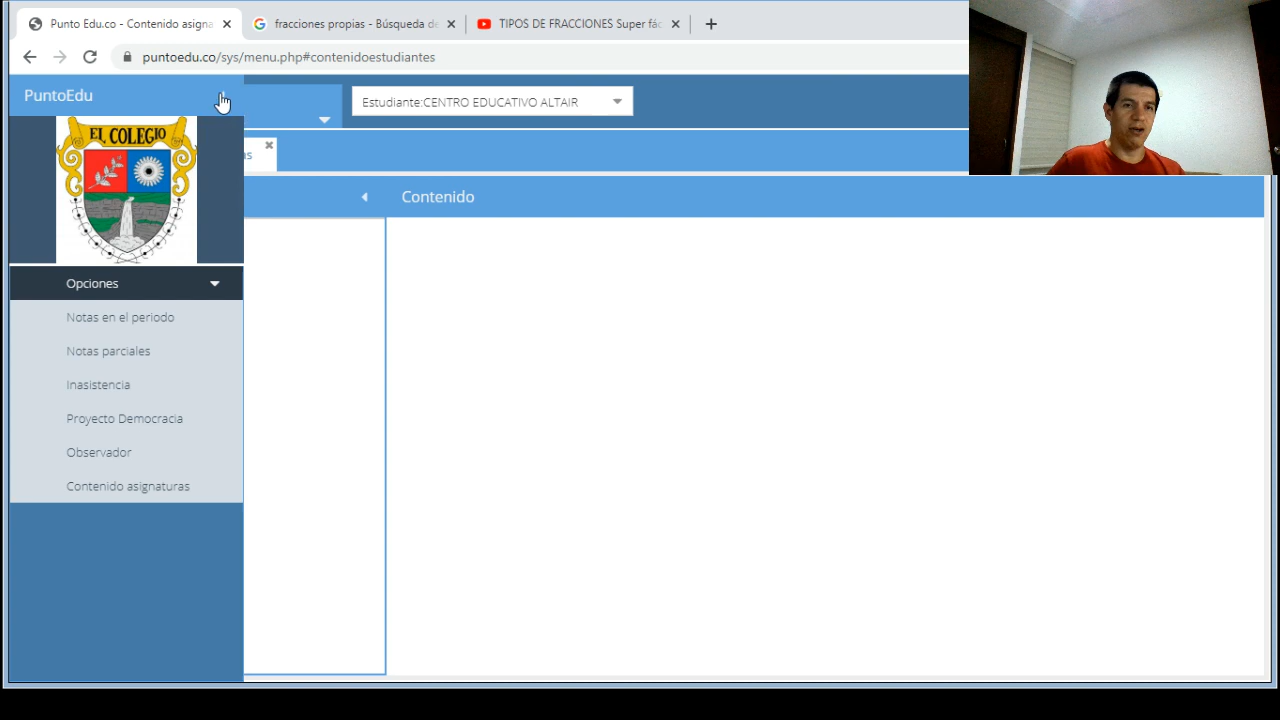 Punto Edu.co - Contenido asigna
fracciones propias - Búsqueda de
TIPOS DE FRACCIONES Super fác
puntoedu.co/sys/menu.php#contenidoestudiantes
PuntoEdu
Estudiante:CENTRO EDUCATIVO ALTAIR
EL COLEGIO
as
Contenido
Opciones
Notas en el periodo
Notas parciales
Inasistencia
Proyecto Democracia
Observador
Contenido asignaturas